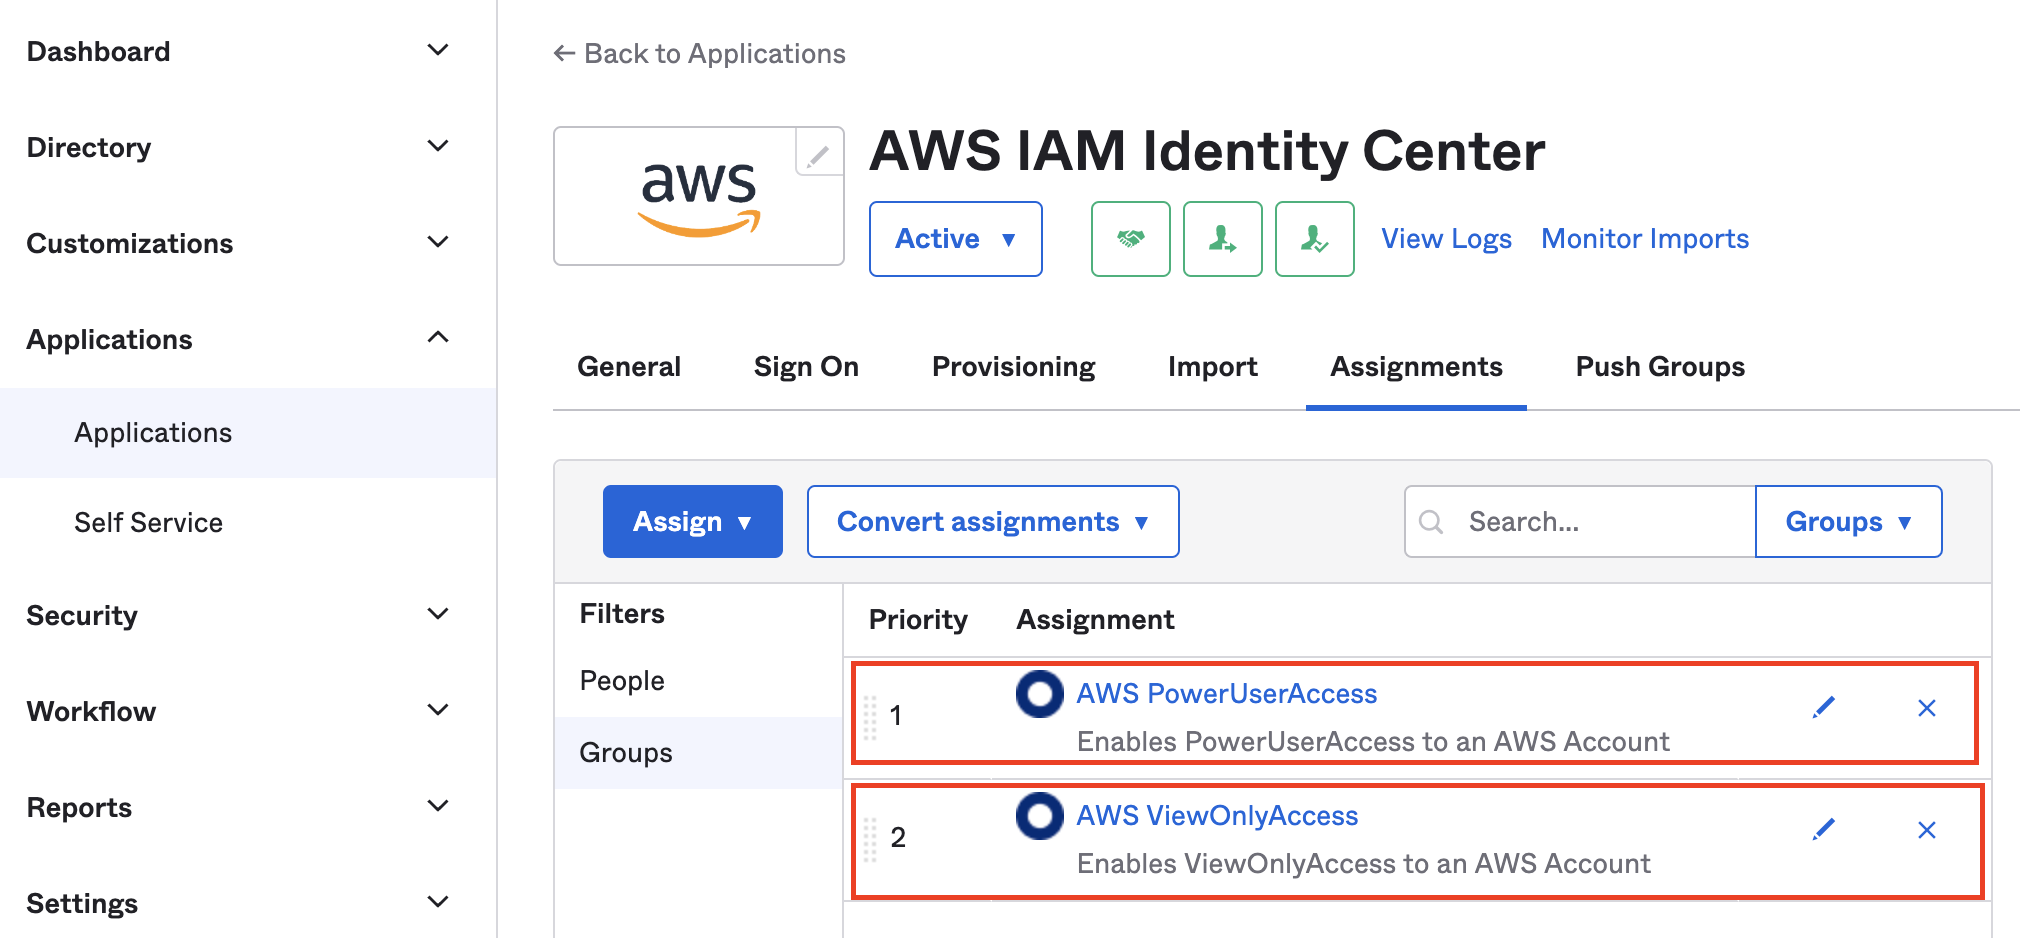 Dashboard
Directory
Customizations
Applications
Applications
Self Service
Security
Workflow
Reports
Settings
← Back to Applications
aws
AWS IAM Identity Center
Active ▼
View Logs
Monitor Imports
General
Sign On
Provisioning
Import
Assignments
Push Groups
Assign ▼
Convert assignments ▼
Search...
Groups ▼
Filters
People
Groups
Priority
Assignment
1
AWS PowerUserAccess
Enables PowerUserAccess to an AWS Account
2
AWS ViewOnlyAccess
Enables ViewOnlyAccess to an AWS Account